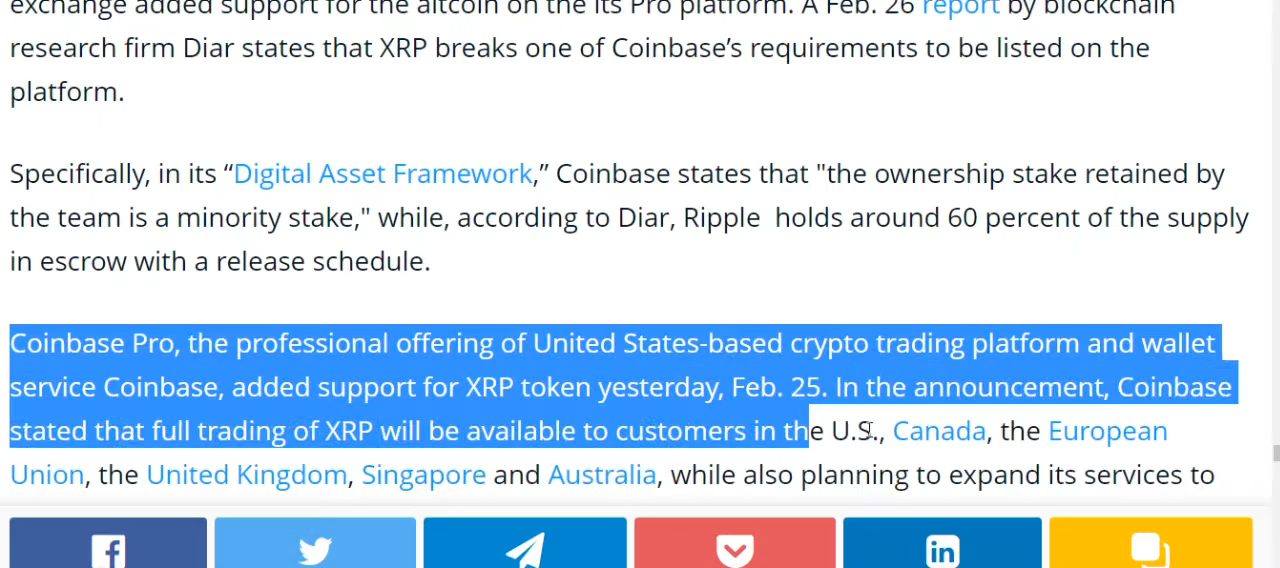 exchange added support for the altcoin on the its Pro platform. A Feb. 26 report by blockchain
research firm Diar states that XRP breaks one of Coinbase’s requirements to be listed on the
platform.
Specifically, in its “Digital Asset Framework,” Coinbase states that "the ownership stake retained by
the team is a minority stake," while, according to Diar, Ripple  holds around 60 percent of the supply
in escrow with a release schedule.
Coinbase Pro, the professional offering of United States-based crypto trading platform and wallet
service Coinbase, added support for XRP token yesterday, Feb. 25. In the announcement, Coinbase
stated that full trading of XRP will be available to customers in the U.S., Canada, the European
Union, the United Kingdom, Singapore and Australia, while also planning to expand its services to